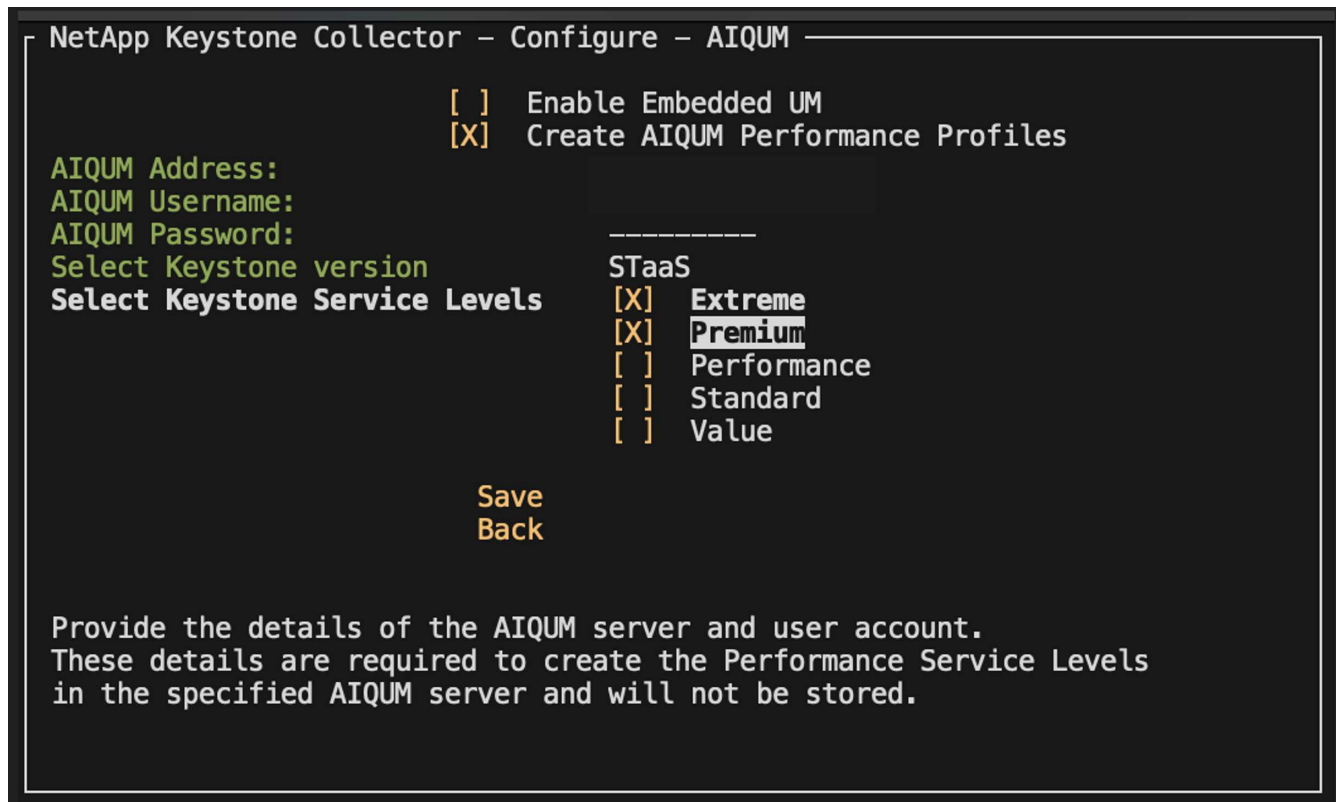 NetApp Keystone Collector – Configure – AIQUM
[ ] Enable Embedded UM
[X] Create AIQUM Performance Profiles
AIQUM Address:
AIQUM Username:
AIQUM Password: _________
Select Keystone version STaaS
Select Keystone Service Levels [X] Extreme
[X] Premium
[ ] Performance
[ ] Standard
[ ] Value
Save
Back
Provide the details of the AIQUM server and user account.
These details are required to create the Performance Service Levels
in the specified AIQUM server and will not be stored.